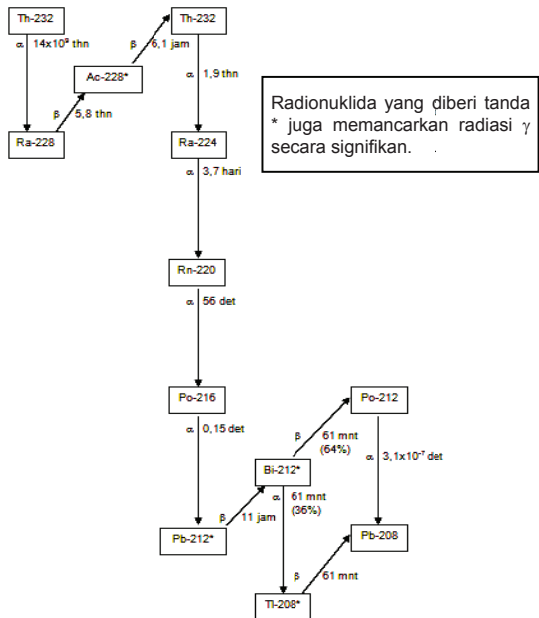 Th-232
Th-232
α 14x10⁹ thn
β 6,1 jam
Ac-228*
α 1,9 thn
β 5,8 thn
Radionuklida yang diberi tanda
* juga memancarkan radiasi γ
secara signifikan.
Ra-228
Ra-224
α 3,7 hari
Rn-220
α 56 det
Po-216
Po-212
α 0,15 det
β 61 mnt
(64%)
α 3,1x10⁻⁷ det
Bi-212*
α 61 mnt
(36%)
β 11 jam
Pb-212*
Pb-208
β 61 mnt
Tl-208*